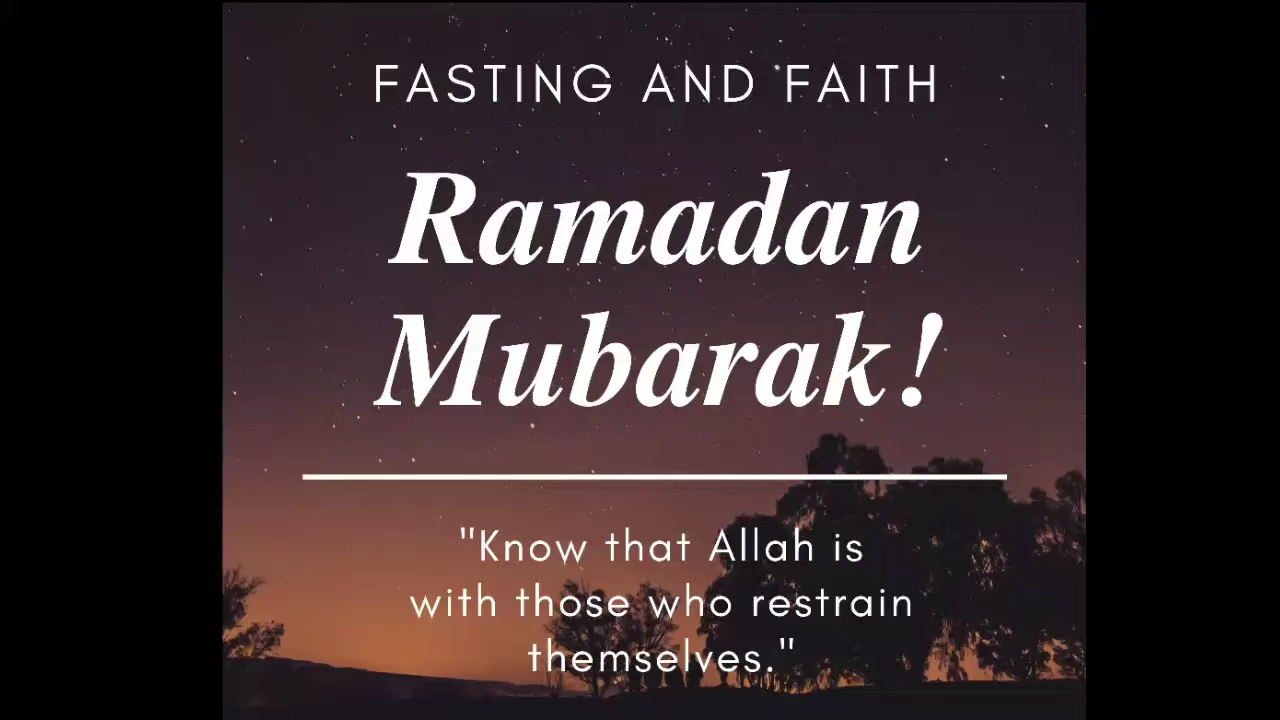 FASTING AND FAITH
Ramadan
Mubarak!
"Know that Allah is
with those who restrain
themselves."